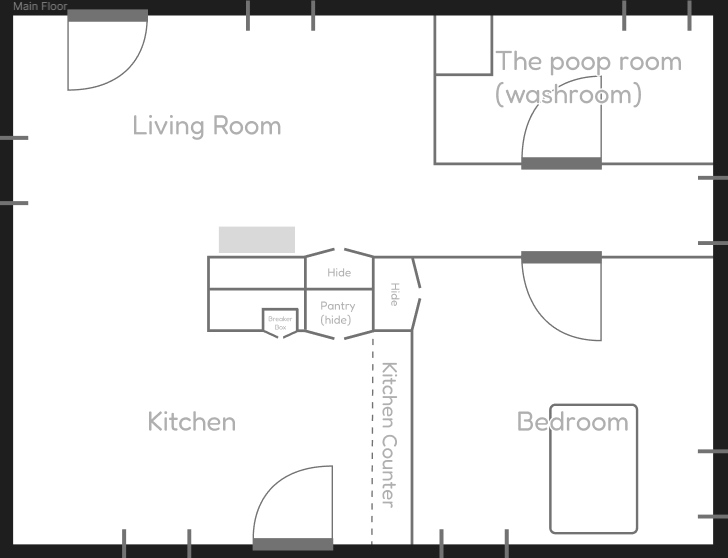 Main Floor
The poop room
(washroom)
Living Room
Hide
Hide
Pantry
(hide)
Breaker
Box
Kitchen Counter
Kitchen
Bedroom